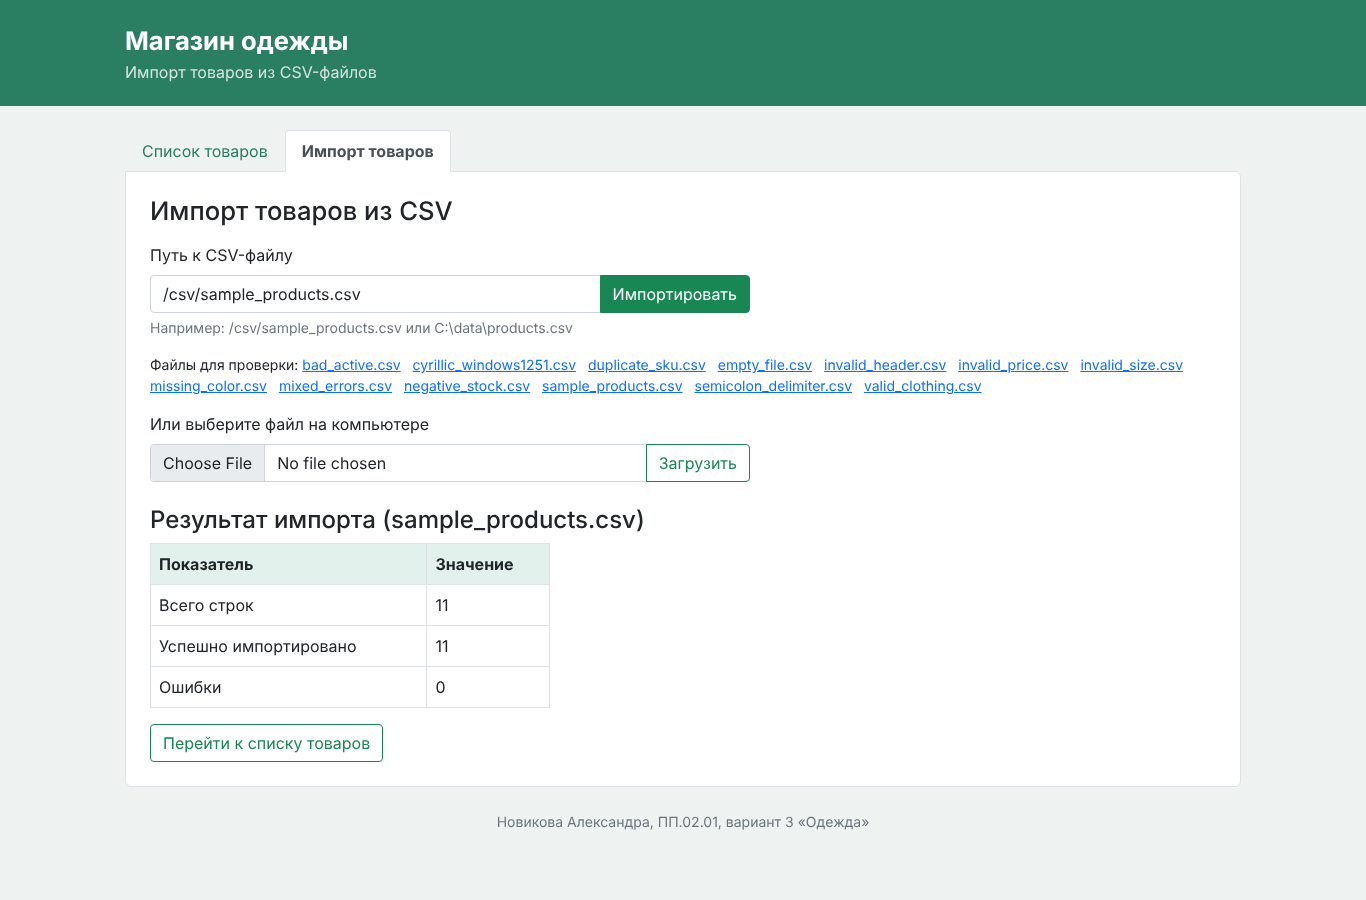 Магазин одежды
Импорт товаров из CSV-файлов
Список товаров
Импорт товаров
Импорт товаров из CSV
Путь к CSV-файлу
/csv/sample_products.csv
Импортировать
Например: /csv/sample_products.csv или C:\data\products.csv
Файлы для проверки: bad_active.csv cyrillic_windows1251.csv duplicate_sku.csv empty_file.csv invalid_header.csv invalid_price.csv invalid_size.csv
missing_color.csv mixed_errors.csv negative_stock.csv sample_products.csv semicolon_delimiter.csv valid_clothing.csv
Или выберите файл на компьютере
Choose File No file chosen
Загрузить
Результат импорта (sample_products.csv)
Показатель Значение
Всего строк 11
Успешно импортировано 11
Ошибки 0
Перейти к списку товаров
Новикова Александра, ПП.02.01, вариант 3 «Одежда»